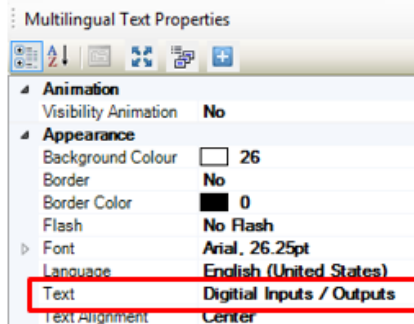 Multilingual Text Properties
Animation
Visibility Animation No
Appearance
Background Colour 26
Border No
Border Color 0
Flash No Flash
Font Arial, 26.25pt
Language English (United States)
Text Digitial Inputs / Outputs
Text Alignment Center